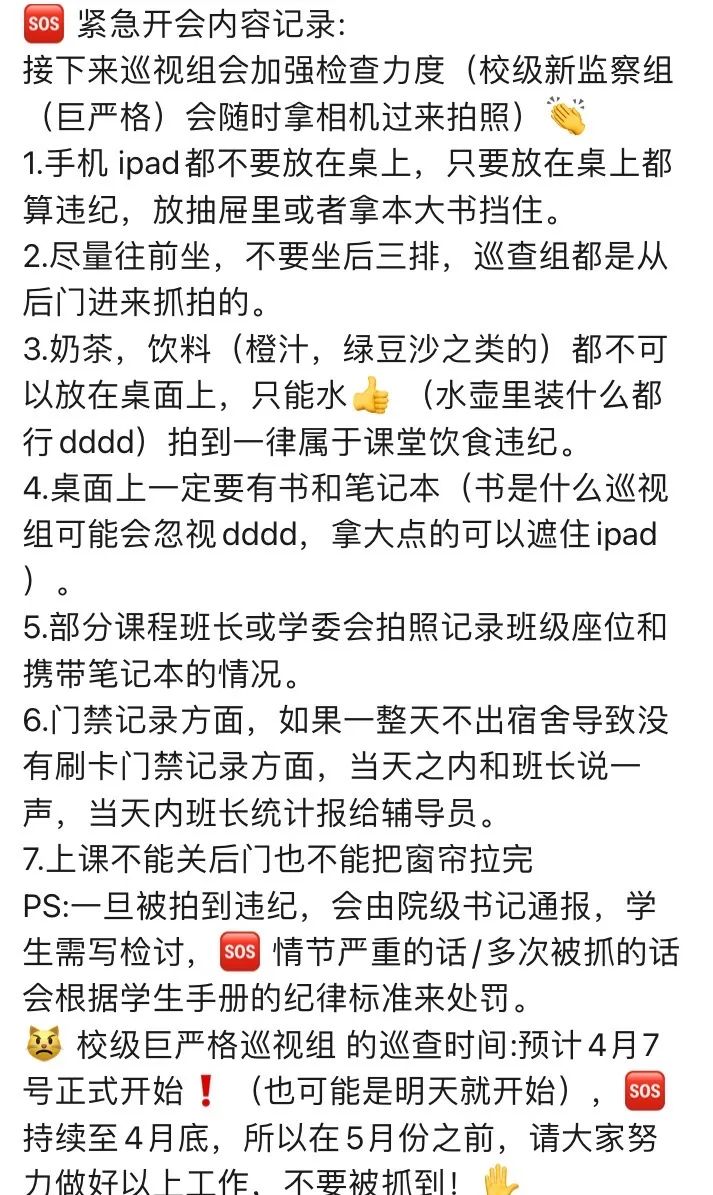 🆘 紧急开会内容记录:
接下来巡视组会加强检查力度（校级新监察组
（巨严格）会随时拿相机过来拍照）👏
1.手机 ipad都不要放在桌上，只要放在桌上都
算违纪，放抽屉里或者拿本大书挡住。
2.尽量往前坐，不要坐后三排，巡查组都是从
后门进来抓拍的。
3.奶茶，饮料（橙汁，绿豆沙之类的）都不可
以放在桌面上，只能水👍（水壶里装什么都
行dddd）拍到一律属于课堂饮食违纪。
4.桌面上一定要有书和笔记本（书是什么巡视
组可能会忽视dddd，拿大点的可以遮住ipad
）。
5.部分课程班长或学委会拍照记录班级座位和
携带笔记本的情况。
6.门禁记录方面，如果一整天不出宿舍导致没
有刷卡门禁记录方面，当天之内和班长说一
声，当天内班长统计报给辅导员。
7.上课不能关后门也不能把窗帘拉完
PS:一旦被拍到违纪，会由院级书记通报，学
生需写检讨，🆘 情节严重的话/多次被抓的话
会根据学生手册的纪律标准来处罚。
😾 校级巨严格巡视组 的巡查时间:预计4月7
号正式开始❗（也可能是明天就开始），🆘
持续至4月底，所以在5月份之前，请大家努
力做好以上工作，不要被抓到！✋